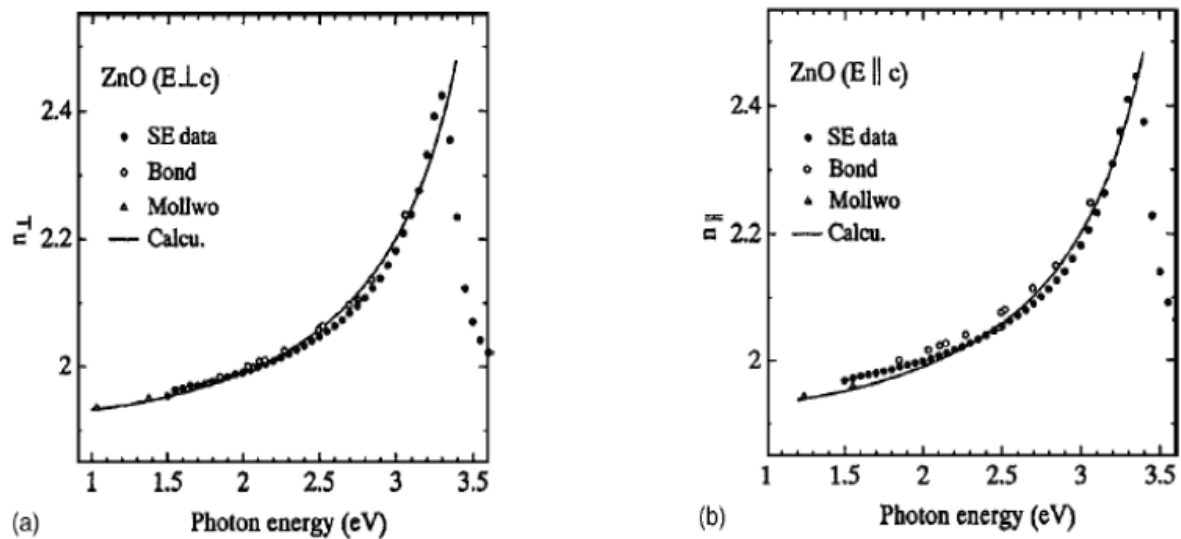 ZnO (E⊥c)
• SE data
○ Bond
▲ Mollwo
— Calcu.
n⊥
2.4
2.2
2
1 1.5 2 2.5 3 3.5
Photon energy (eV)
(a)
ZnO (E ∥ c)
• SE data
○ Bond
▲ Mollwo
— Calcu.
n∥
2.4
2.2
2
1 1.5 2 2.5 3 3.5
Photon energy (eV)
(b)